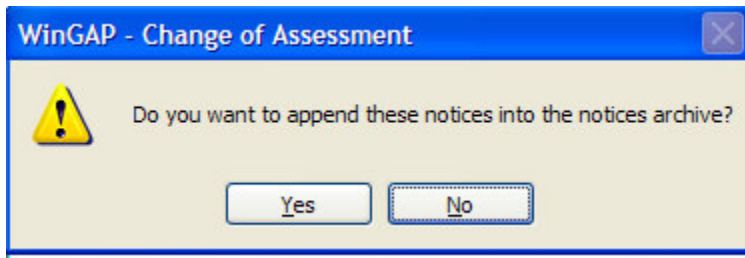 WinGAP - Change of Assessment
Do you want to append these notices into the notices archive?
Yes
No